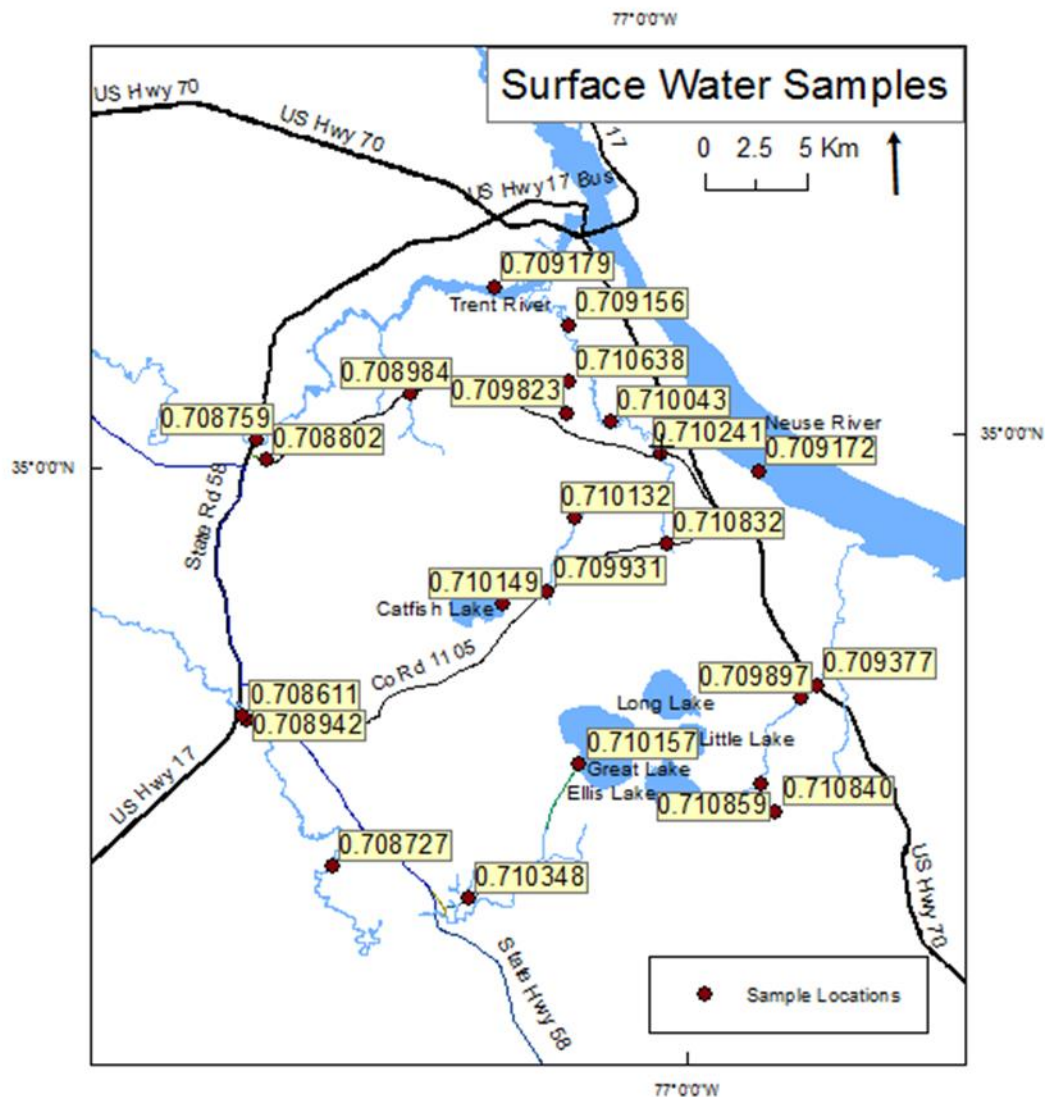 77°0'0"W
Surface Water Samples
US Hwy 70
US Hwy 70
17
0 2.5 5 Km
US Hwy 17 Bus
0.709179
Trent River
0.709156
0.710638
0.708984
0.709823
0.710043
0.708759
0.708802
Neuse River
0.710241
0.709172
35°0'0"N
35°0'0"N
State Rd 58
0.710132
0.710832
0.709931
0.710149
Catfish Lake
Co Rd 1105
0.709377
0.709897
Long Lake
0.708611
0.708942
0.710157
Little Lake
Great Lake
Ellis Lake
0.710840
0.710859
US Hwy 17
0.708727
0.710348
US Hwy 70
State Hwy 58
Sample Locations
77°0'0"W